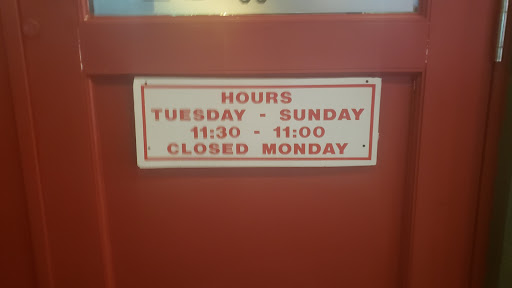 HOURS
TUESDAY - SUNDAY
11:30 - 11:00
CLOSED MONDAY